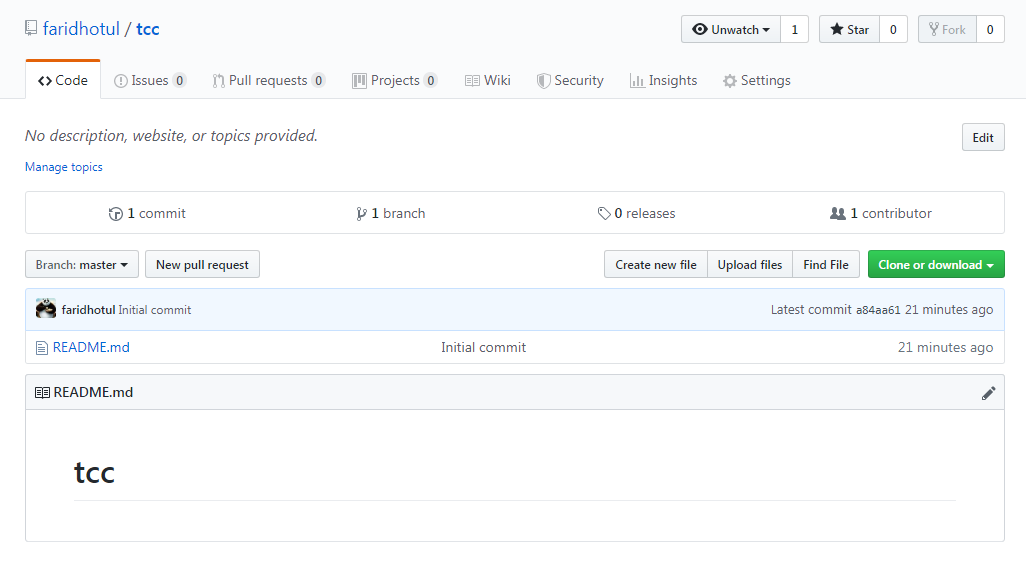 faridhotul / tcc Unwatch 1 Star 0 Fork 0
Code Issues 0 Pull requests 0 Projects 0 Wiki Security Insights Settings
No description, website, or topics provided. Edit
Manage topics
1 commit 1 branch 0 releases 1 contributor
Branch: master New pull request Create new file Upload files Find File Clone or download
faridhotul Initial commit Latest commit a84aa61 21 minutes ago
README.md Initial commit 21 minutes ago
README.md
tcc